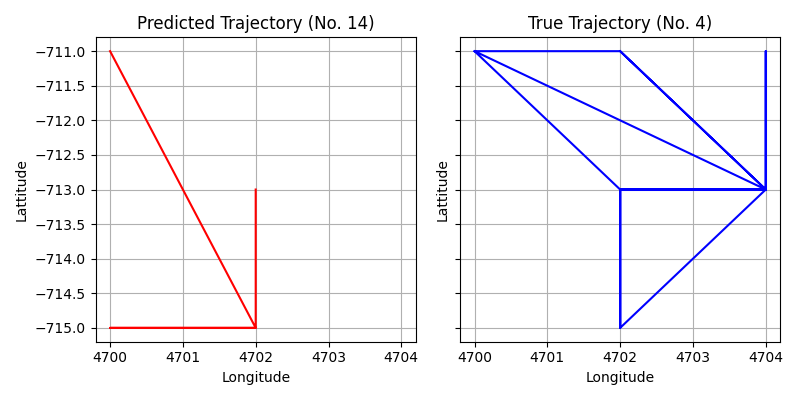 Predicted Trajectory (No. 14)
−711.0
−711.5
−712.0
−712.5
−713.0
−713.5
−714.0
−714.5
−715.0
Lattitude
4700 4701 4702 4703 4704
Longitude
True Trajectory (No. 4)
Lattitude
4700 4701 4702 4703 4704
Longitude